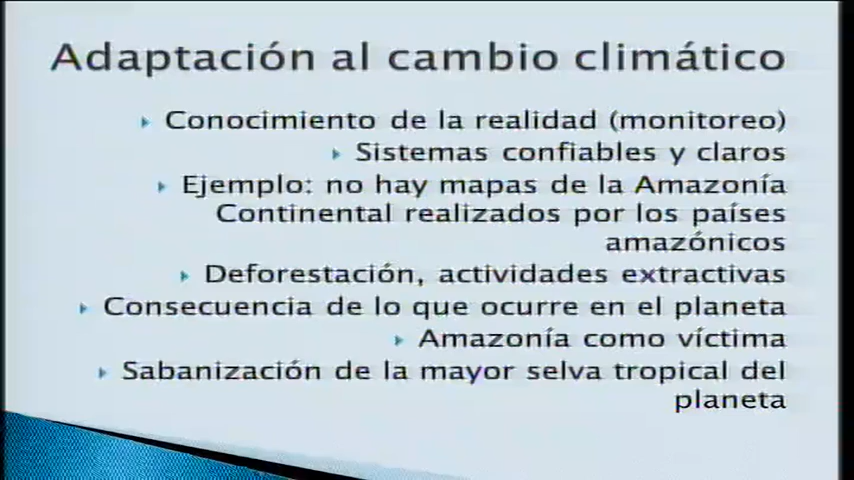 Adaptación al cambio climático
Conocimiento de la realidad (monitoreo)
Sistemas confiables y claros
Ejemplo: no hay mapas de la Amazonía
Continental realizados por los países
amazónicos
Deforestación, actividades extractivas
Consecuencia de lo que ocurre en el planeta
Amazonía como víctima
Sabanización de la mayor selva tropical del
planeta